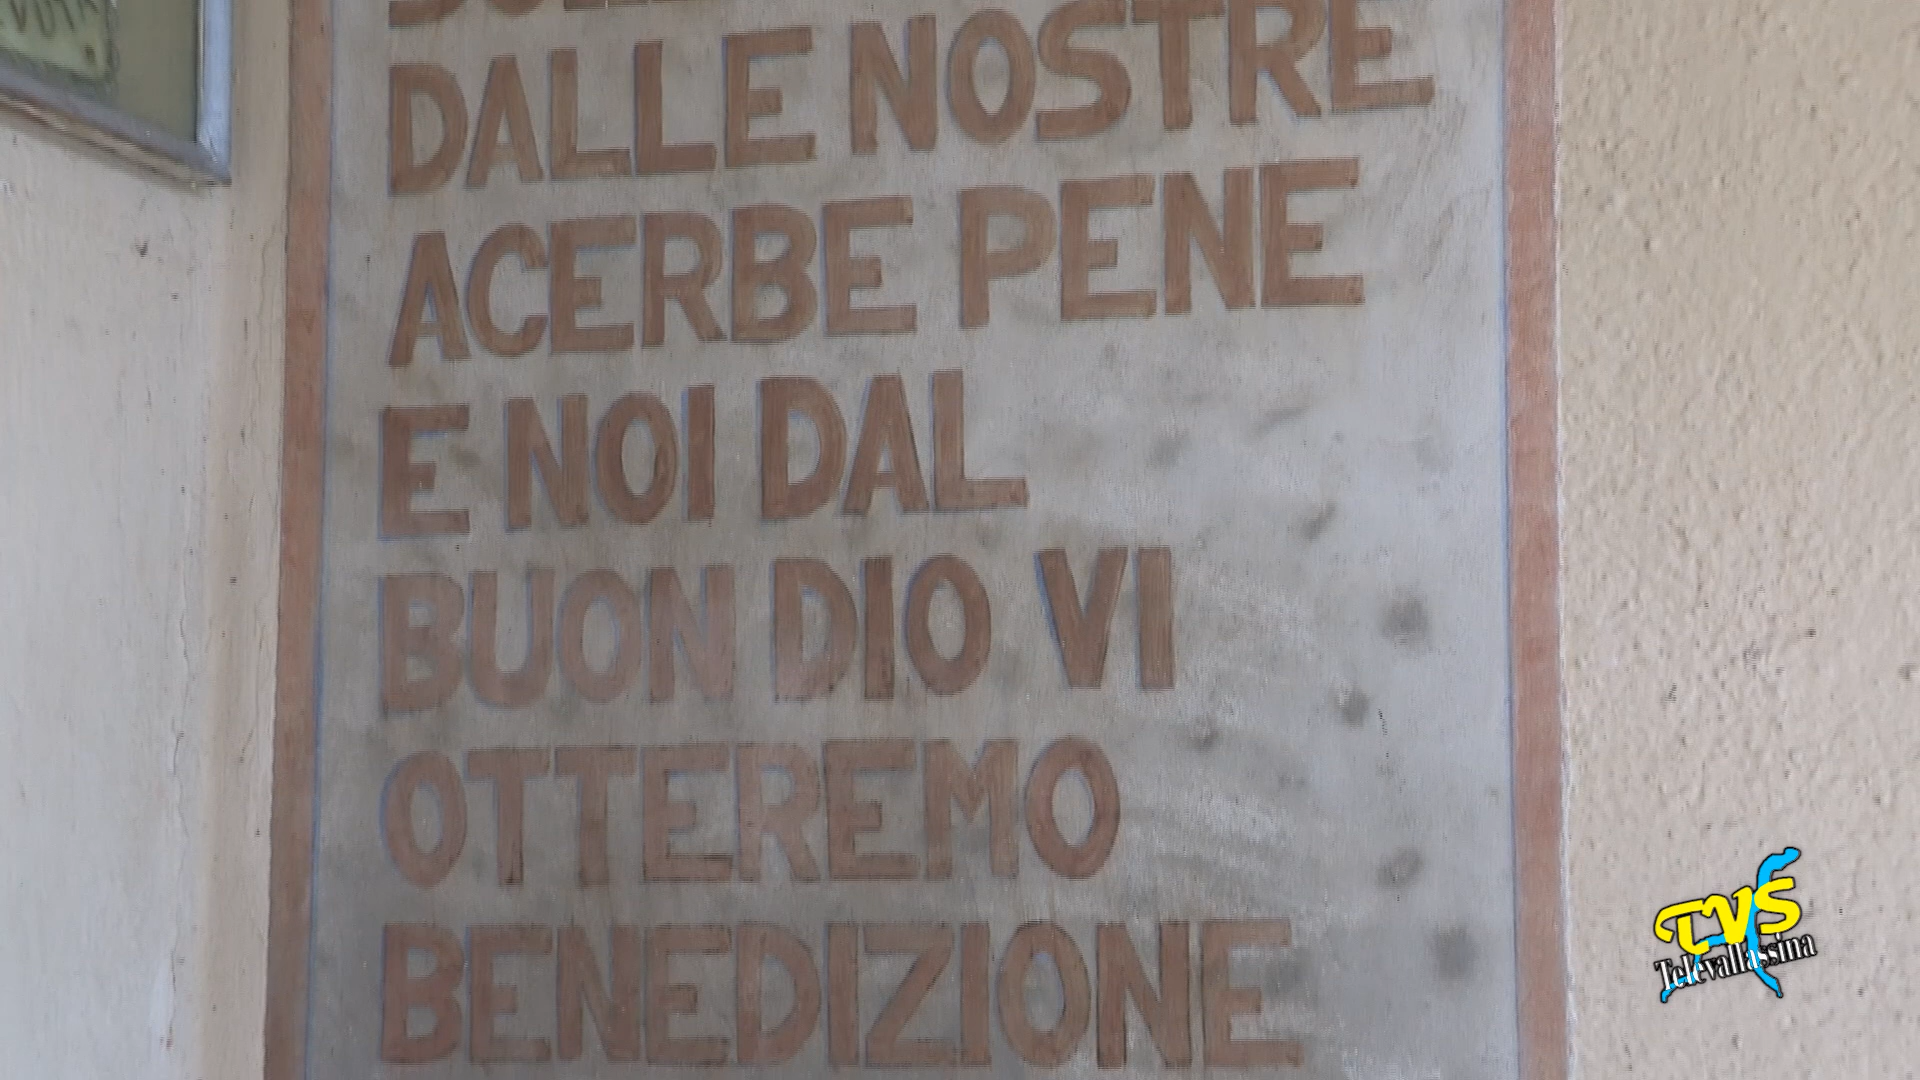 DALLE NOSTRE
ACERBE PENE
E NOI DAL
BUON DIO VI
OTTEREMO
BENEDIZIONE
TVS
Televallassina